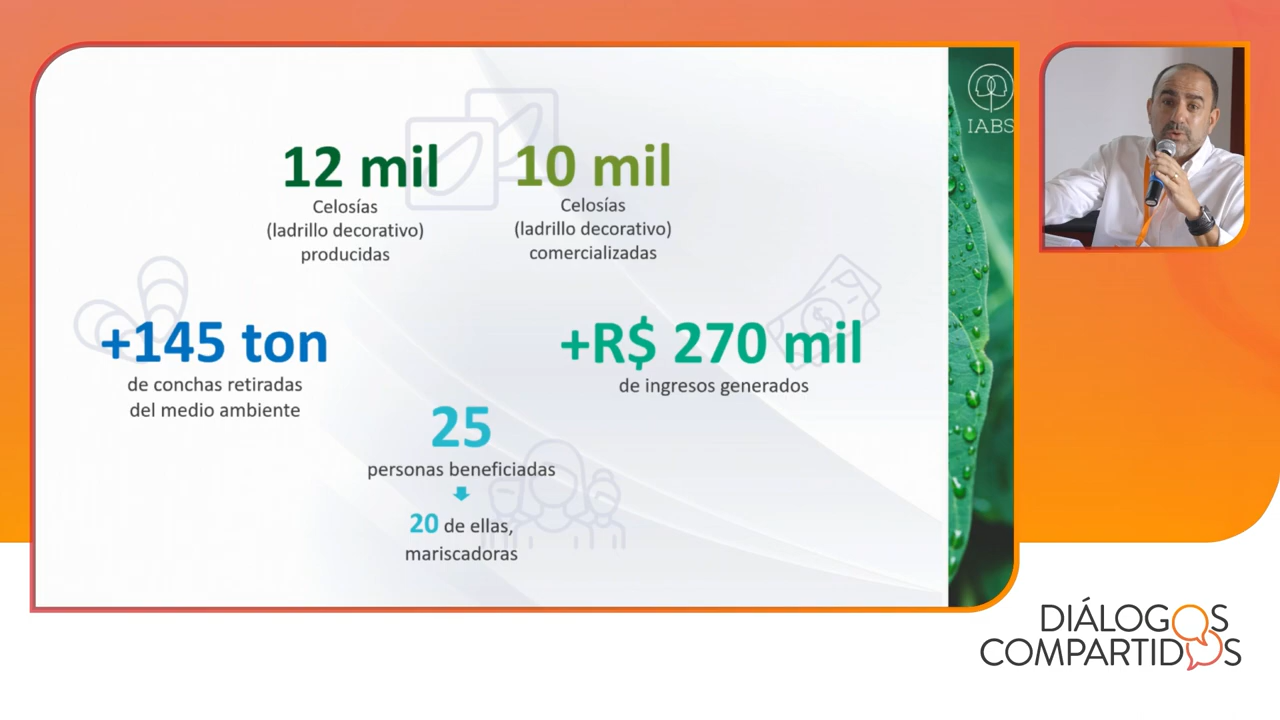 12 mil
Celosías
(ladrillo decorativo)
producidas
10 mil
Celosías
(ladrillo decorativo)
comercializadas
+145 ton
de conchas retiradas
del medio ambiente
+R$ 270 mil
de ingresos generados
25
personas beneficiadas
20 de ellas,
mariscadoras
IABS
DIÁLOGOS
COMPARTIDOS